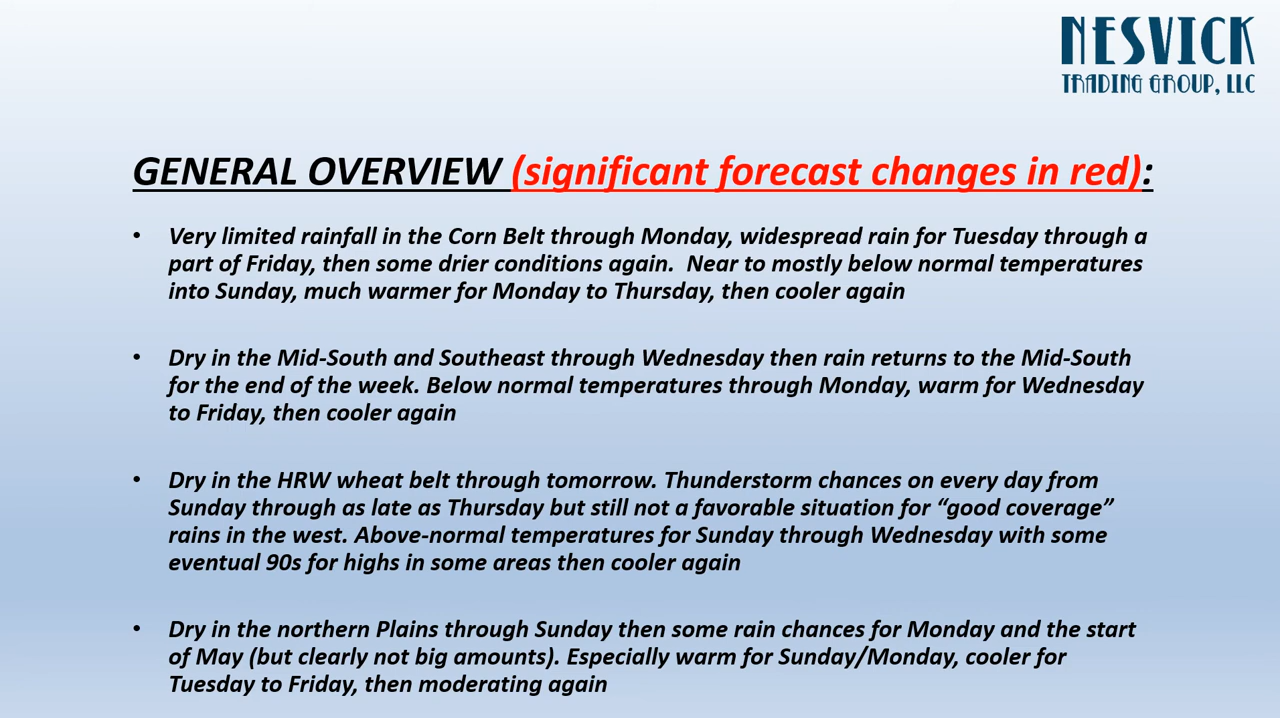 NESVICK
TRADING GROUP, LLC
GENERAL OVERVIEW (significant forecast changes in red):
• Very limited rainfall in the Corn Belt through Monday, widespread rain for Tuesday through a
part of Friday, then some drier conditions again.  Near to mostly below normal temperatures
into Sunday, much warmer for Monday to Thursday, then cooler again
• Dry in the Mid-South and Southeast through Wednesday then rain returns to the Mid-South
for the end of the week. Below normal temperatures through Monday, warm for Wednesday
to Friday, then cooler again
• Dry in the HRW wheat belt through tomorrow. Thunderstorm chances on every day from
Sunday through as late as Thursday but still not a favorable situation for “good coverage”
rains in the west. Above-normal temperatures for Sunday through Wednesday with some
eventual 90s for highs in some areas then cooler again
• Dry in the northern Plains through Sunday then some rain chances for Monday and the start
of May (but clearly not big amounts). Especially warm for Sunday/Monday, cooler for
Tuesday to Friday, then moderating again